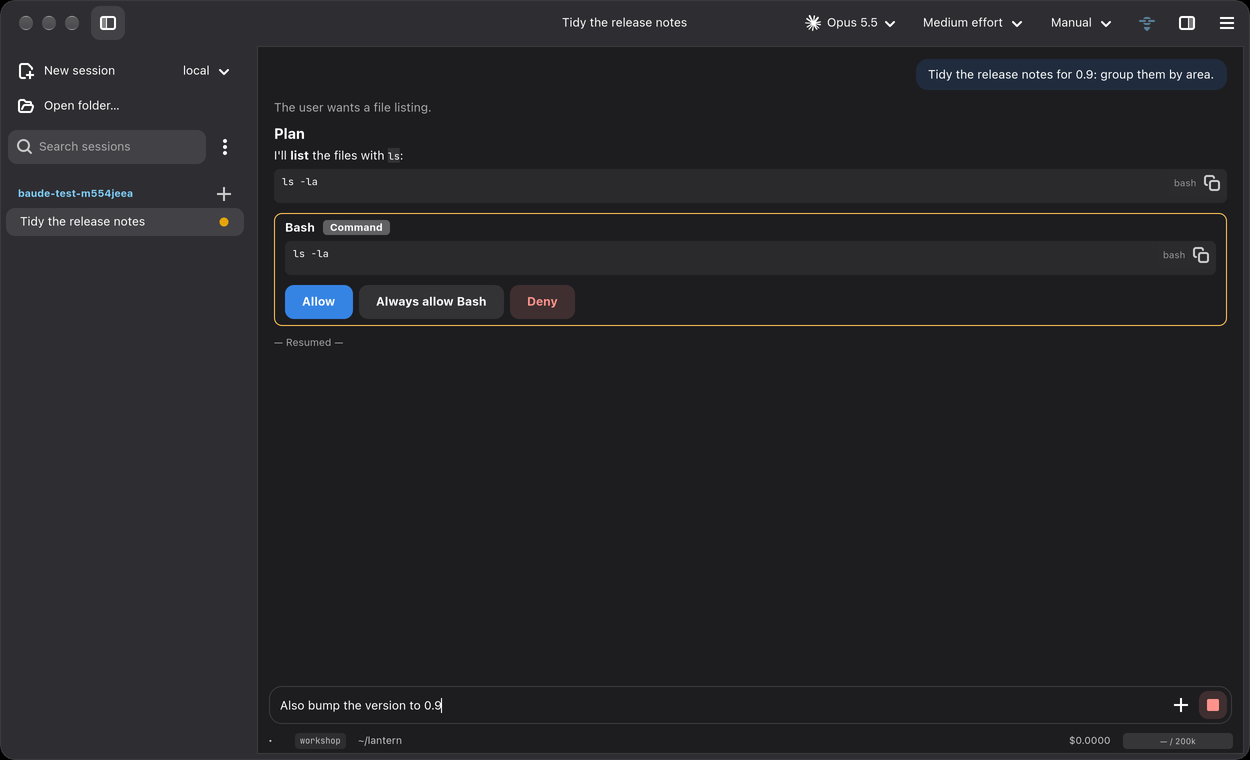 Tidy the release notes
Opus 5.5
Medium effort
Manual
New session
local
Open folder...
Search sessions
baude-test-m554jeea
Tidy the release notes
Tidy the release notes for 0.9: group them by area.
The user wants a file listing.
Plan
I'll list the files with ls:
ls -la
bash
Bash Command
ls -la
bash
Allow
Always allow Bash
Deny
— Resumed —
Also bump the version to 0.9
workshop
~/lantern
$0.0000
— / 200k